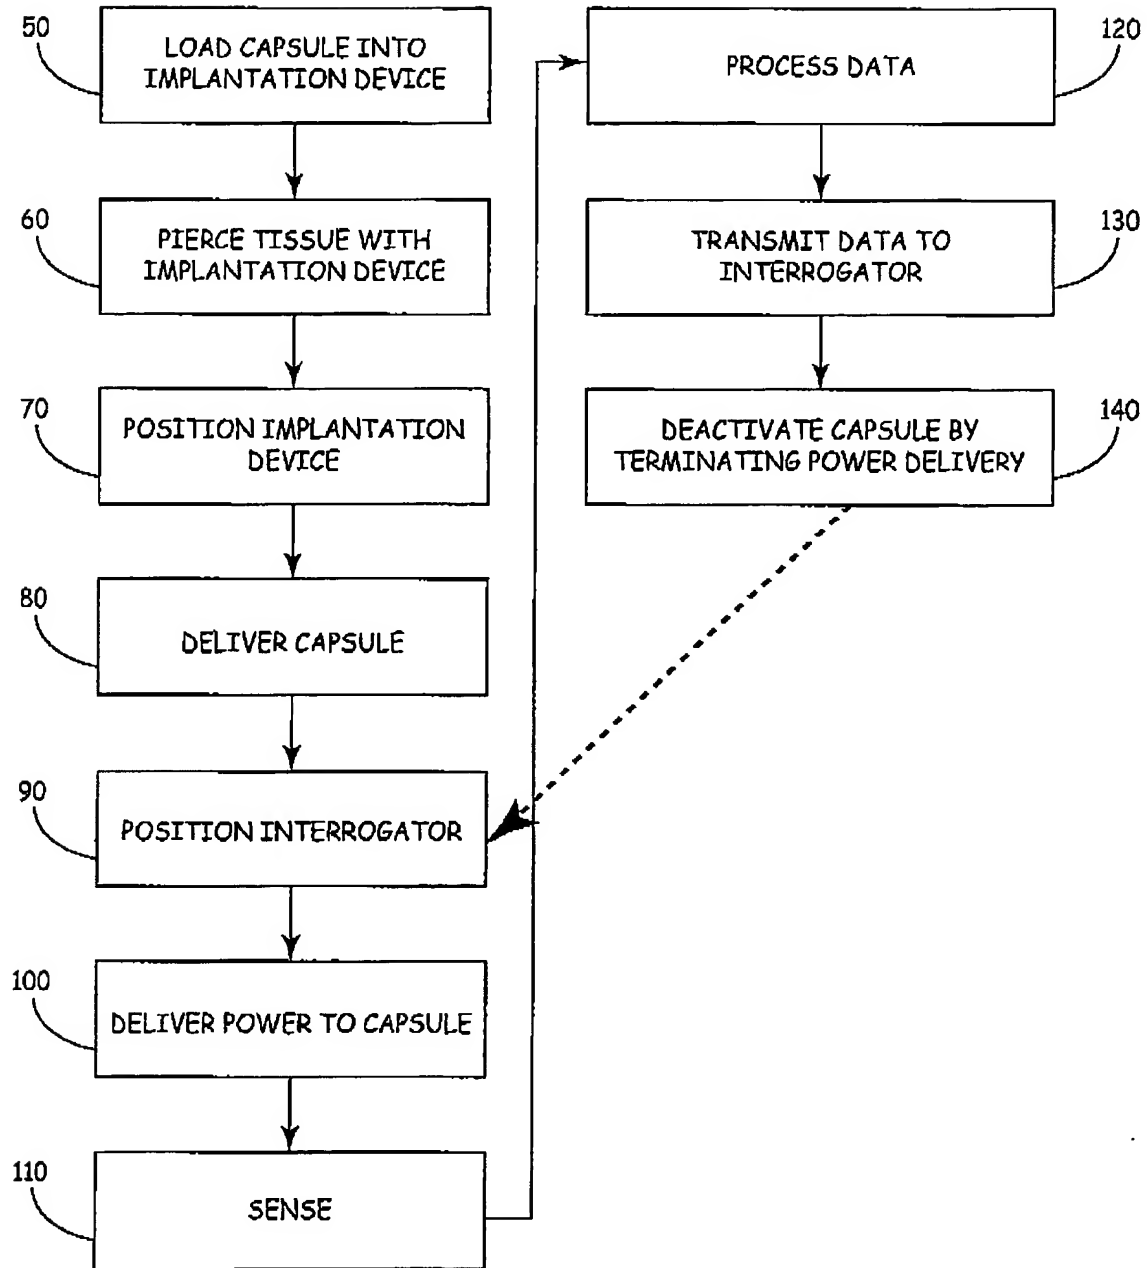 50
LOAD CAPSULE INTO
IMPLANTATION DEVICE
60
PIERCE TISSUE WITH
IMPLANTATION DEVICE
70
POSITION IMPLANTATION
DEVICE
80
DELIVER CAPSULE
90
POSITION INTERROGATOR
100
DELIVER POWER TO CAPSULE
110
SENSE
120
PROCESS DATA
130
TRANSMIT DATA TO
INTERROGATOR
140
DEACTIVATE CAPSULE BY
TERMINATING POWER DELIVERY